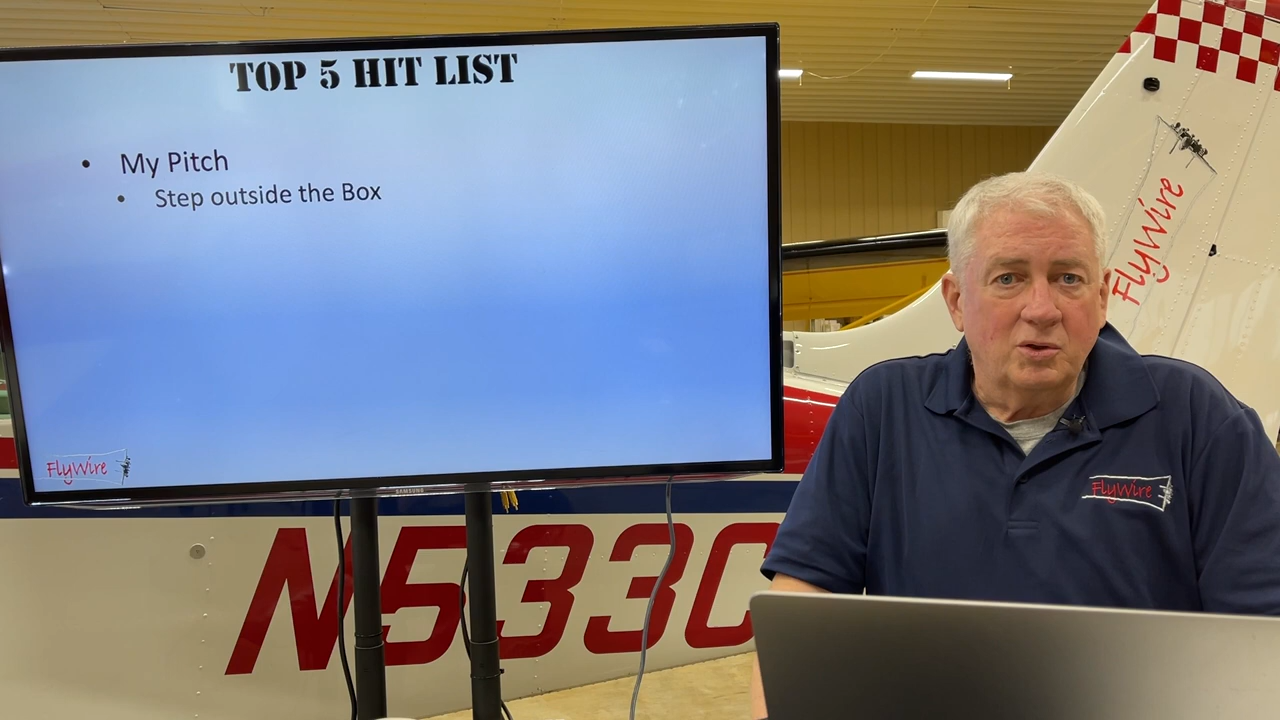 TOP 5 HIT LIST
• My Pitch
• Step outside the Box
FlyWire
SAMSUNG
N533C
FlyWire
FlyWire